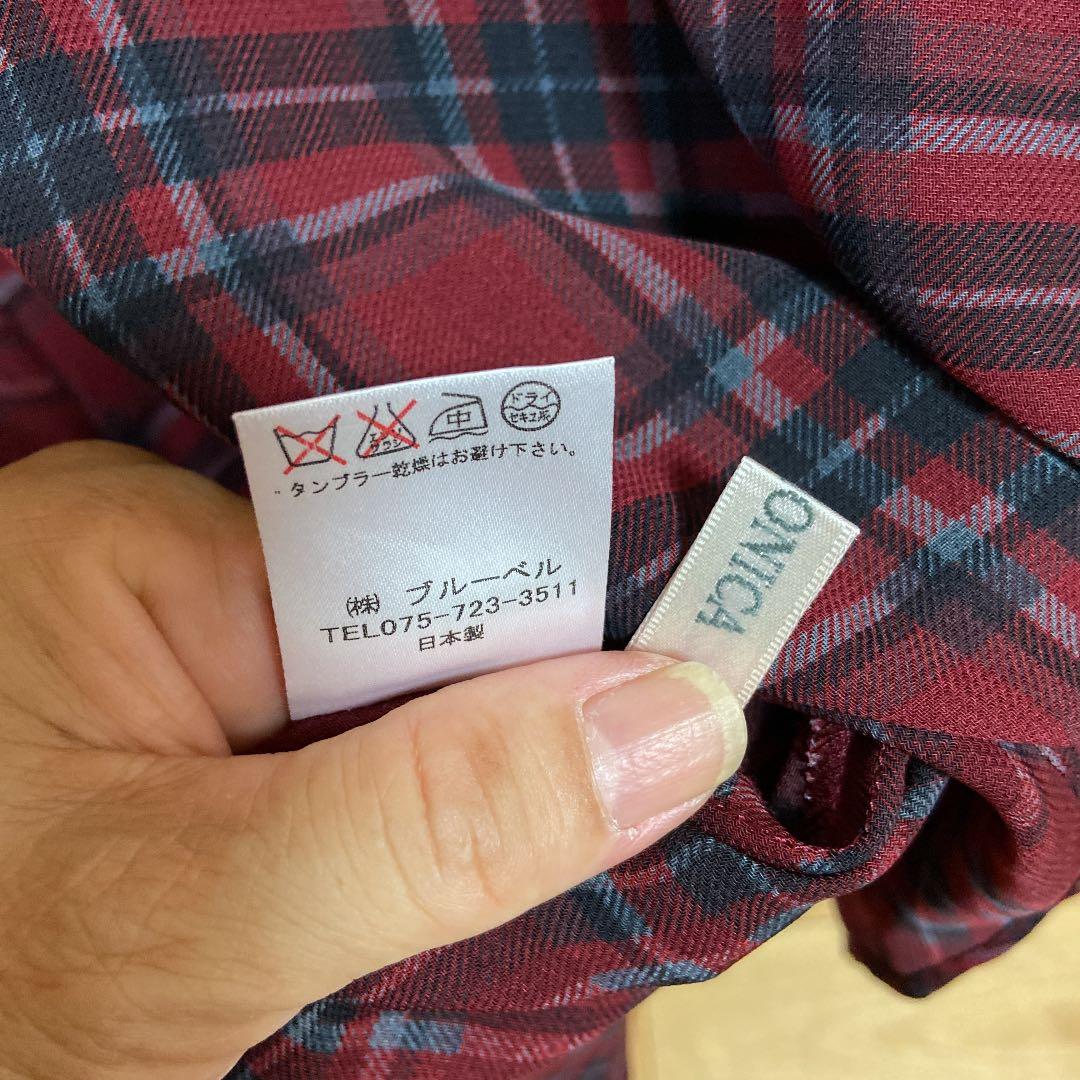 中 ドライ セキユ系
タンブラー乾燥はお避け下さい。
㈱ ブルーベル
TEL075-723-3511
日本製
ONICA